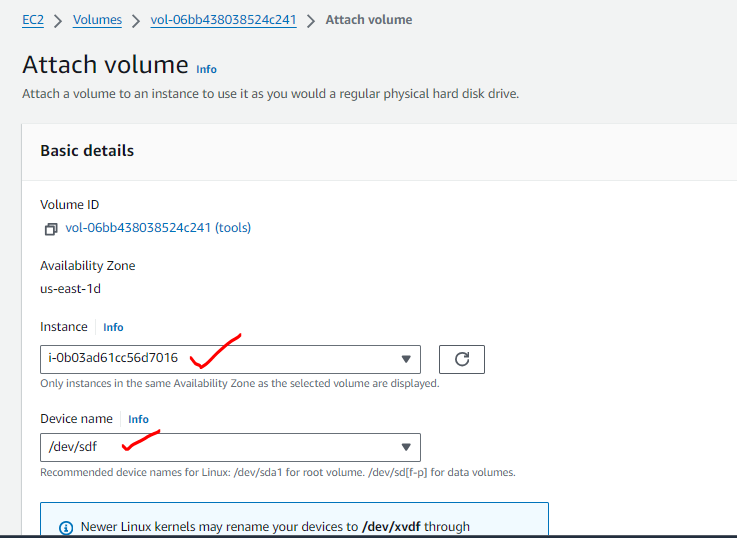 EC2 > Volumes > vol-06bb438038524c241 > Attach volume
Attach volume Info
Attach a volume to an instance to use it as you would a regular physical hard disk drive.
Basic details
Volume ID
vol-06bb438038524c241 (tools)
Availability Zone
us-east-1d
Instance Info
i-0b03ad61cc56d7016
Only instances in the same Availability Zone as the selected volume are displayed.
Device name Info
/dev/sdf
Recommended device names for Linux: /dev/sda1 for root volume. /dev/sd[f-p] for data volumes.
Newer Linux kernels may rename your devices to /dev/xvdf through